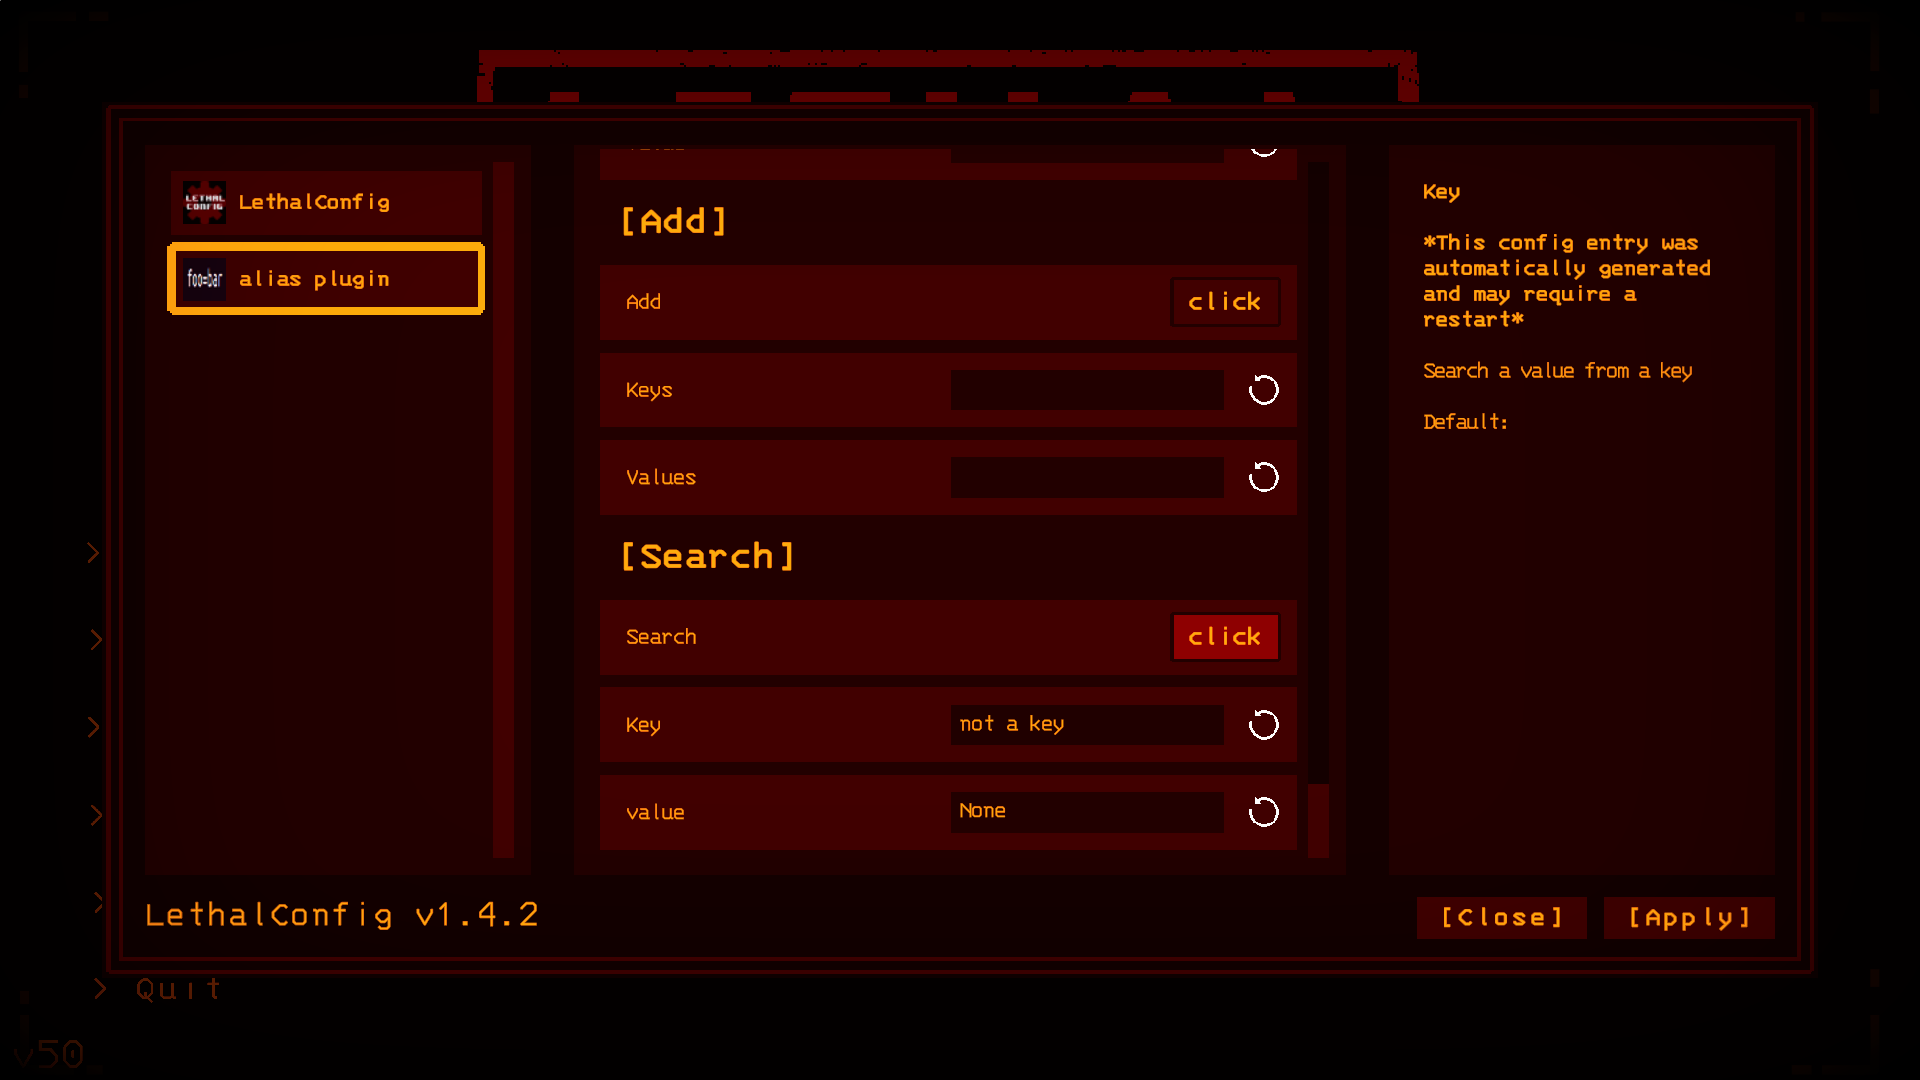 LETHAL
CONFIG
LethalConfig
foo=bar
alias plugin
[Add]
Add
click
Keys
Values
[Search]
Search
click
Key
not a key
value
None
Key
*This config entry was
automatically generated
and may require a
restart*
Search a value from a key
Default:
LethalConfig v1.4.2
[Close]
[Apply]
>
>
>
>
>
> Quit
v50